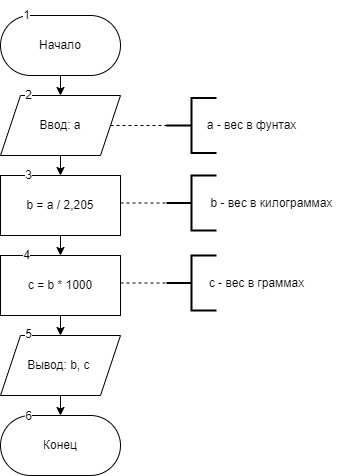 1
Начало
2
Ввод: a
a - вес в фунтах
3
b = a / 2,205
b - вес в килограммах
4
c = b * 1000
c - вес в граммах
5
Вывод: b, c
6
Конец